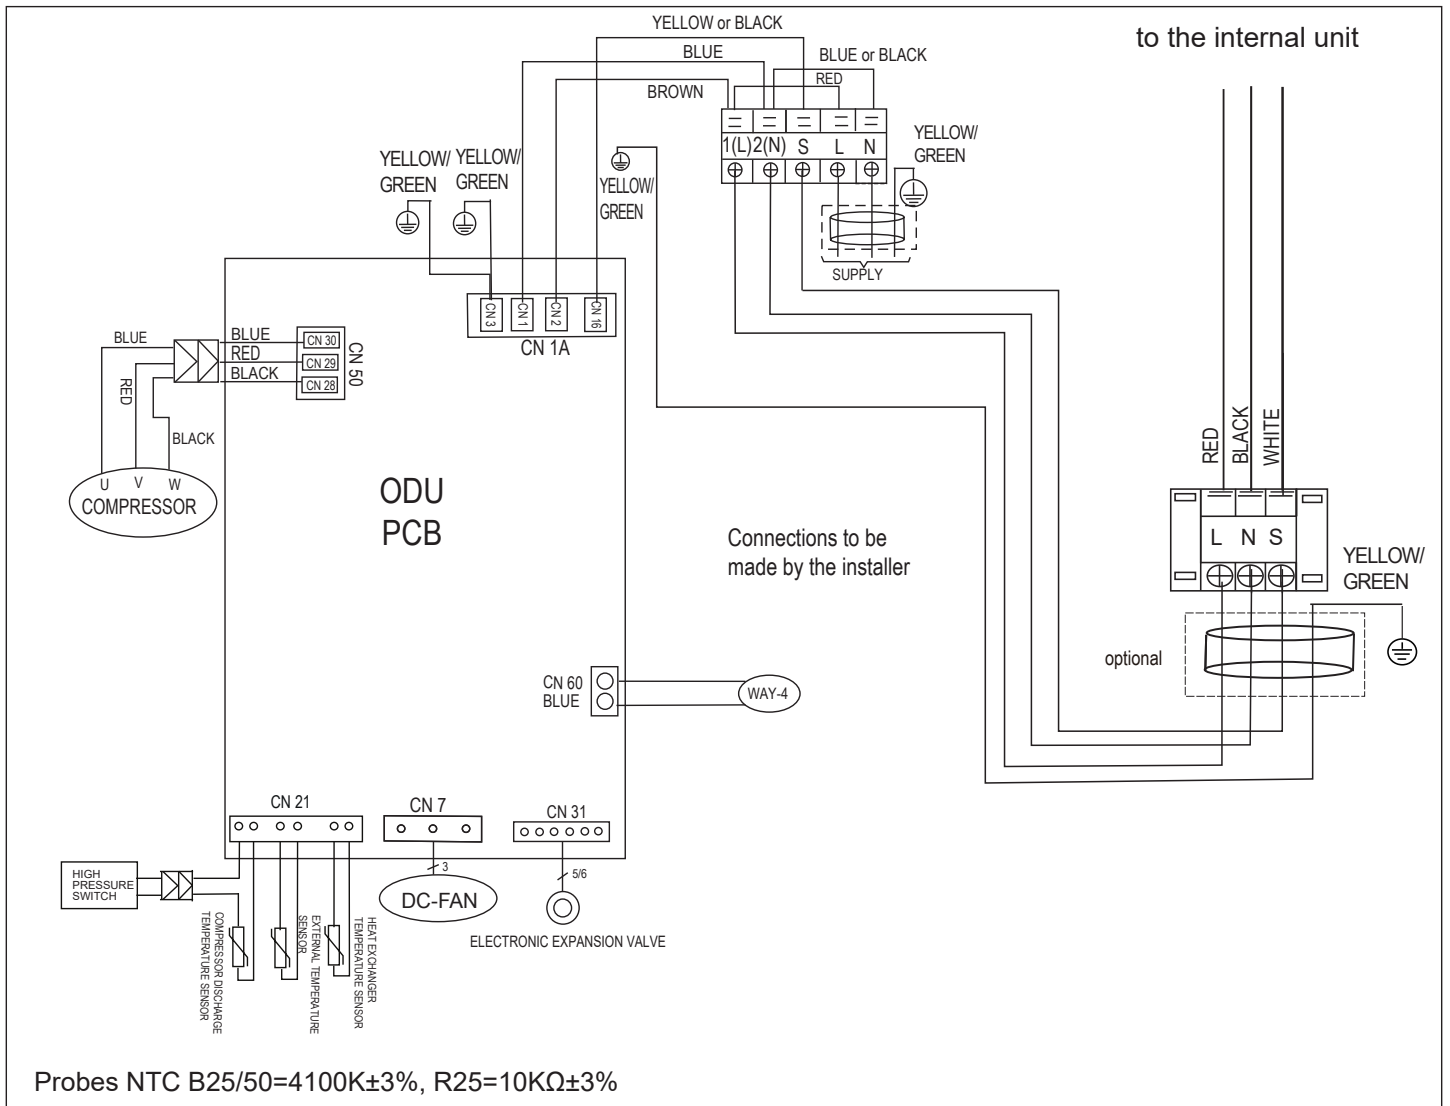 YELLOW or BLACK
to the internal unit
BLUE
BLUE or BLACK
RED
BROWN
YELLOW/
GREEN
1(L) 2(N) S L N
YELLOW/
GREEN
YELLOW/
GREEN
YELLOW/
GREEN
SUPPLY
CN 3
CN 1
CN 2
CN 16
CN 1A
BLUE
BLUE
RED
BLACK
CN 30
CN 29
CN 28
CN 50
RED
BLACK
U V W
COMPRESSOR
ODU
PCB
RED
BLACK
WHITE
L N S
Connections to be
made by the installer
YELLOW/
GREEN
optional
CN 60
BLUE
WAY-4
CN 21
CN 7
CN 31
HIGH
PRESSURE
SWITCH
3
5/6
DC-FAN
ELECTRONIC EXPANSION VALVE
COMPRESSOR DISCHARGE
TEMPERATURE SENSOR
EXTERNAL TEMPERATURE
SENSOR
HEAT EXCHANGER
TEMPERATURE SENSOR
Probes NTC B25/50=4100K±3%, R25=10KΩ±3%